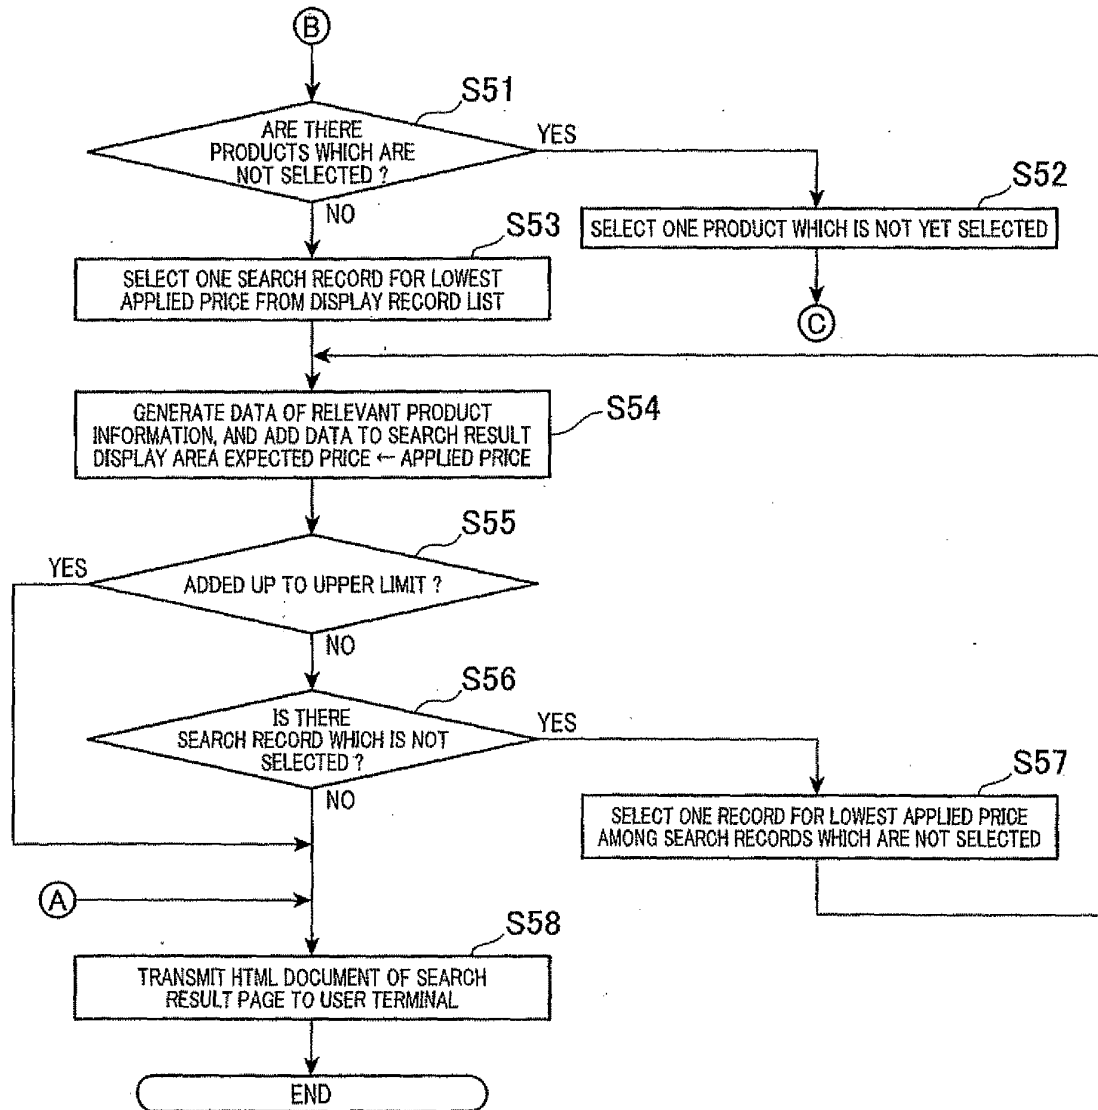 B
S51
ARE THERE
PRODUCTS WHICH ARE
NOT SELECTED ?
YES
NO
S52
SELECT ONE PRODUCT WHICH IS NOT YET SELECTED
C
S53
SELECT ONE SEARCH RECORD FOR LOWEST
APPLIED PRICE FROM DISPLAY RECORD LIST
S54
GENERATE DATA OF RELEVANT PRODUCT
INFORMATION, AND ADD DATA TO SEARCH RESULT
DISPLAY AREA EXPECTED PRICE ← APPLIED PRICE
S55
YES
ADDED UP TO UPPER LIMIT ?
NO
S56
IS THERE
SEARCH RECORD WHICH IS NOT
SELECTED ?
YES
NO
S57
SELECT ONE RECORD FOR LOWEST APPLIED PRICE
AMONG SEARCH RECORDS WHICH ARE NOT SELECTED
A
S58
TRANSMIT HTML DOCUMENT OF SEARCH
RESULT PAGE TO USER TERMINAL
END